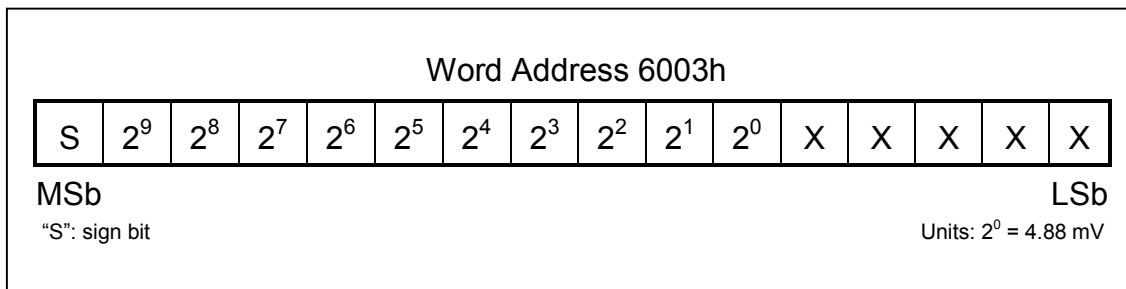 Word Address 6003h
S 2⁹ 2⁸ 2⁷ 2⁶ 2⁵ 2⁴ 2³ 2² 2¹ 2⁰ X X X X X
MSb LSb
“S”: sign bit Units: 2⁰ = 4.88 mV